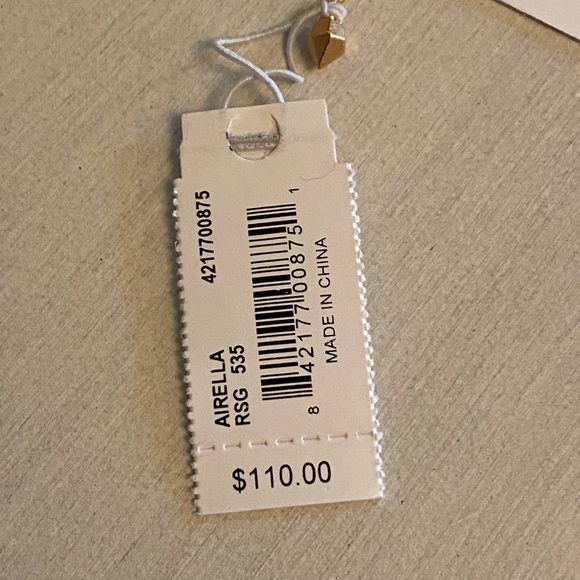 4217700875
AIRELLA
RSG 535
8 42177 00875 1
MADE IN CHINA
$110.00